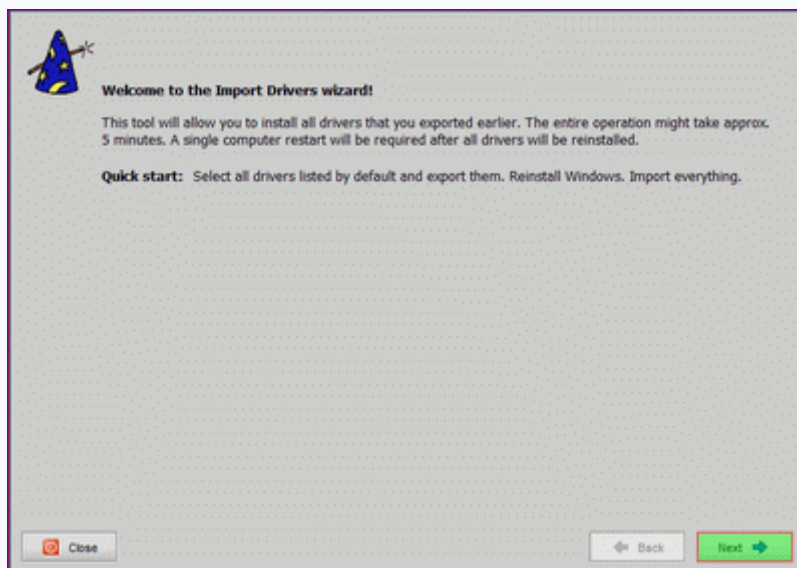 Welcome to the Import Drivers wizard!
This tool will allow you to install all drivers that you exported earlier. The entire operation might take approx.
5 minutes. A single computer restart will be required after all drivers will be reinstalled.
Quick start: Select all drivers listed by default and export them. Reinstall Windows. Import everything.
Close
Back
Next